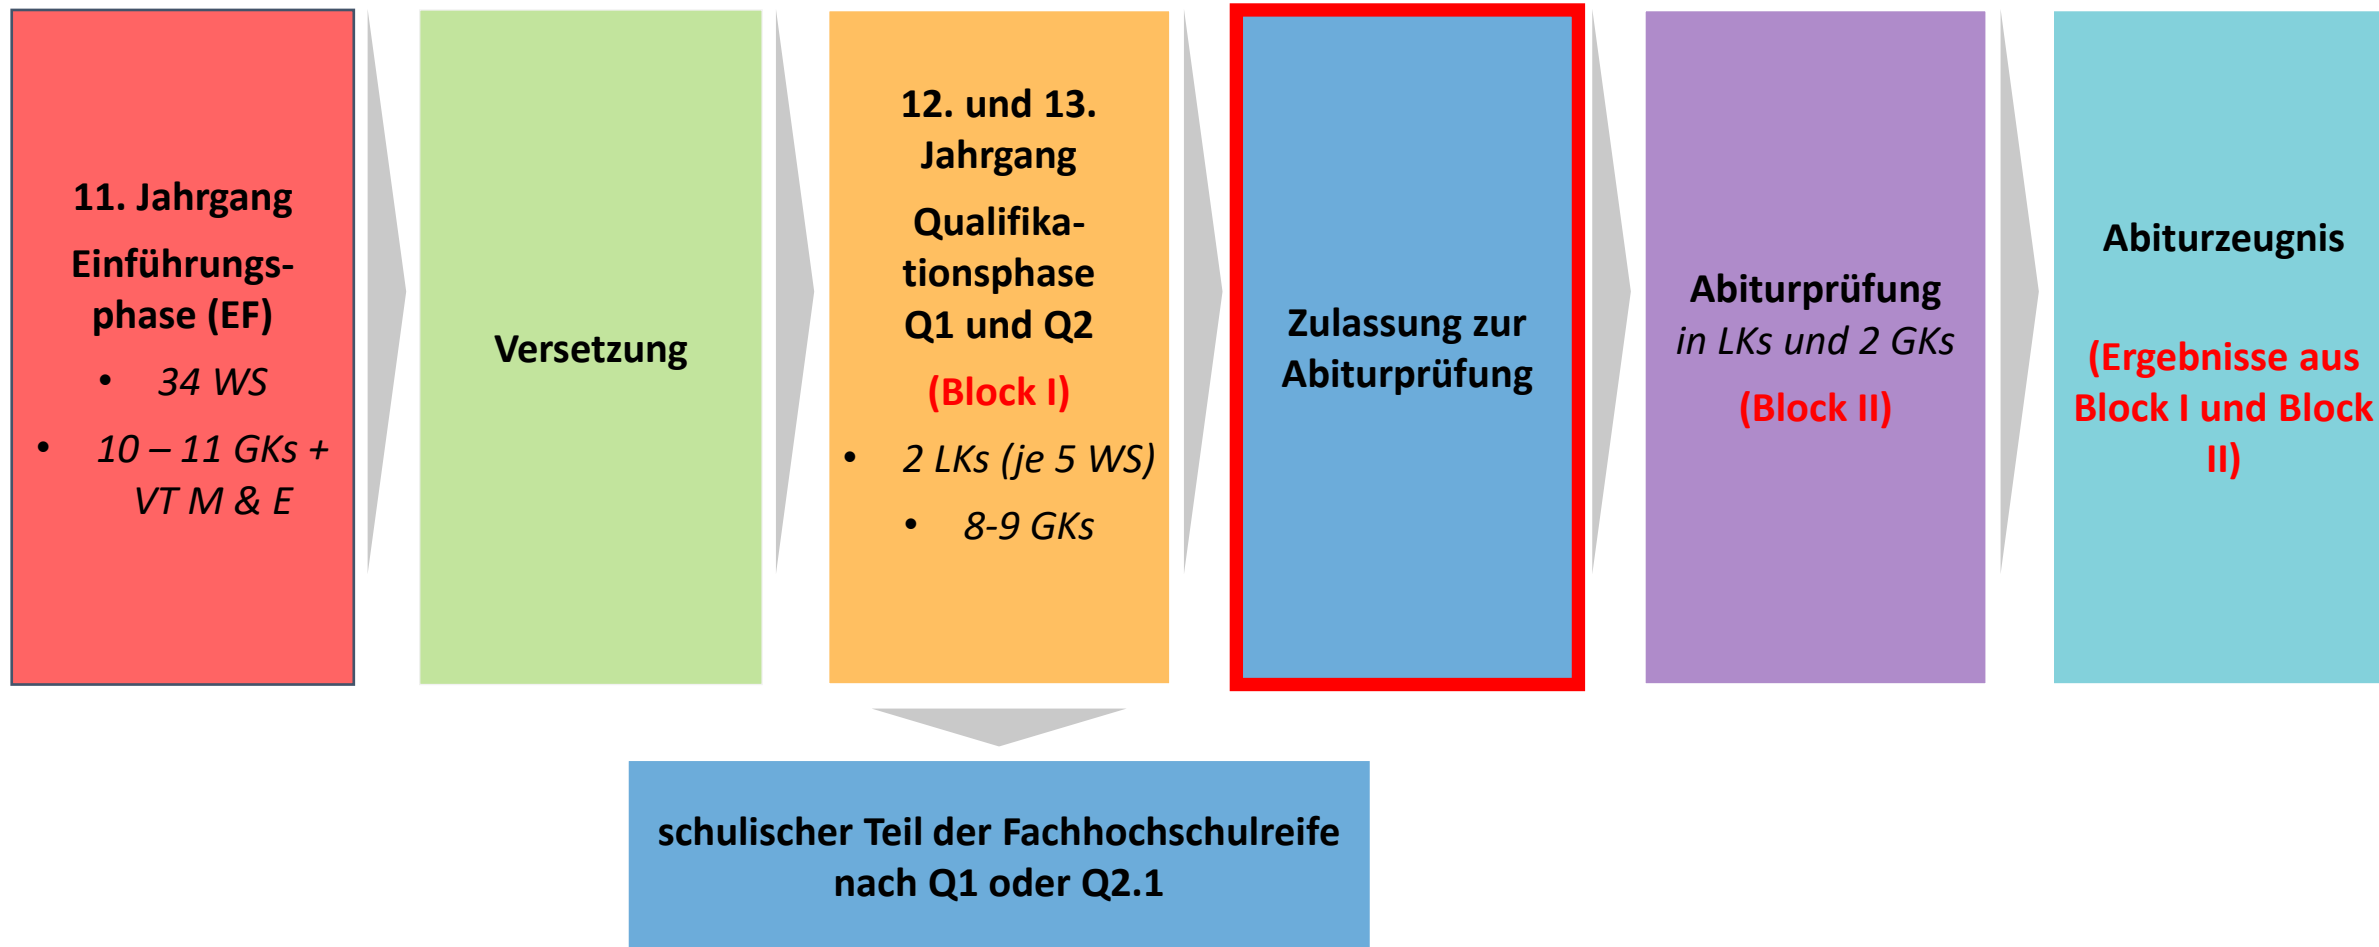 11. Jahrgang
Einführungs-
phase (EF)
• 34 WS
• 10 – 11 GKs +
VT M & E
Versetzung
12. und 13.
Jahrgang
Qualifika-
tionsphase
Q1 und Q2
(Block I)
• 2 LKs (je 5 WS)
• 8-9 GKs
Zulassung zur
Abiturprüfung
Abiturprüfung
in LKs und 2 GKs
(Block II)
Abiturzeugnis
(Ergebnisse aus
Block I und Block
II)
schulischer Teil der Fachhochschulreife
nach Q1 oder Q2.1